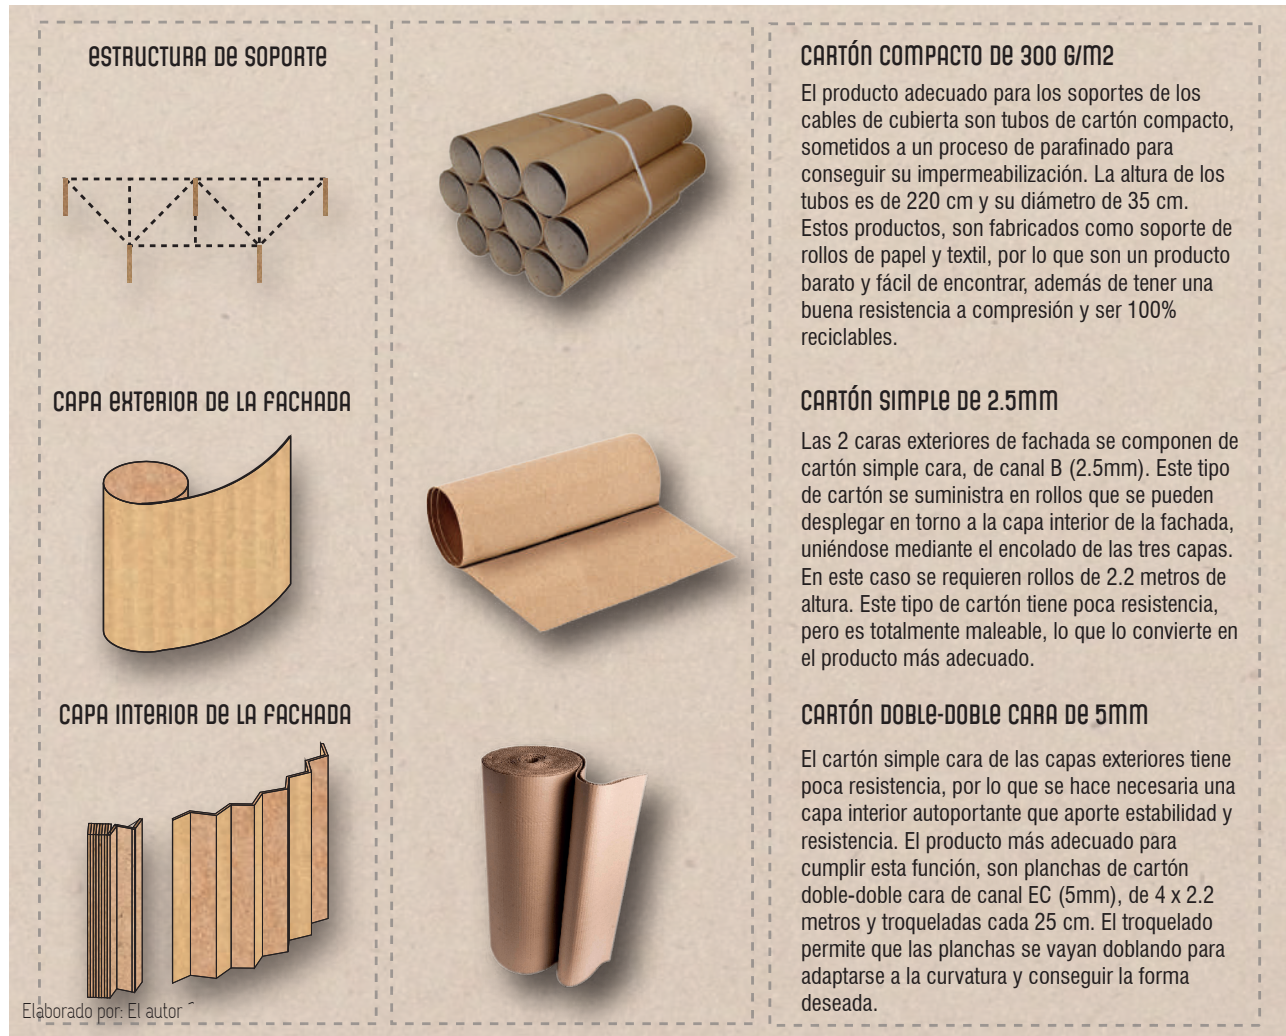 ESTRUCTURA DE SOPORTE
CARTÓN COMPACTO DE 300 G/M2
El producto adecuado para los soportes de los
cables de cubierta son tubos de cartón compacto,
sometidos a un proceso de parafinado para
conseguir su impermeabilización. La altura de los
tubos es de 220 cm y su diámetro de 35 cm.
Estos productos, son fabricados como soporte de
rollos de papel y textil, por lo que son un producto
barato y fácil de encontrar, además de tener una
buena resistencia a compresión y ser 100%
reciclables.
CAPA EXTERIOR DE LA FACHADA
CARTÓN SIMPLE DE 2.5MM
Las 2 caras exteriores de fachada se componen de
cartón simple cara, de canal B (2.5mm). Este tipo
de cartón se suministra en rollos que se pueden
desplegar en torno a la capa interior de la fachada,
uniéndose mediante el encolado de las tres capas.
En este caso se requieren rollos de 2.2 metros de
altura. Este tipo de cartón tiene poca resistencia,
pero es totalmente maleable, lo que lo convierte en
el producto más adecuado.
CAPA INTERIOR DE LA FACHADA
CARTÓN DOBLE-DOBLE CARA DE 5MM
El cartón simple cara de las capas exteriores tiene
poca resistencia, por lo que se hace necesaria una
capa interior autoportante que aporte estabilidad y
resistencia. El producto más adecuado para
cumplir esta función, son planchas de cartón
doble-doble cara de canal EC (5mm), de 4 x 2.2
metros y troqueladas cada 25 cm. El troquelado
permite que las planchas se vayan doblando para
adaptarse a la curvatura y conseguir la forma
deseada.
Elaborado por: El autor